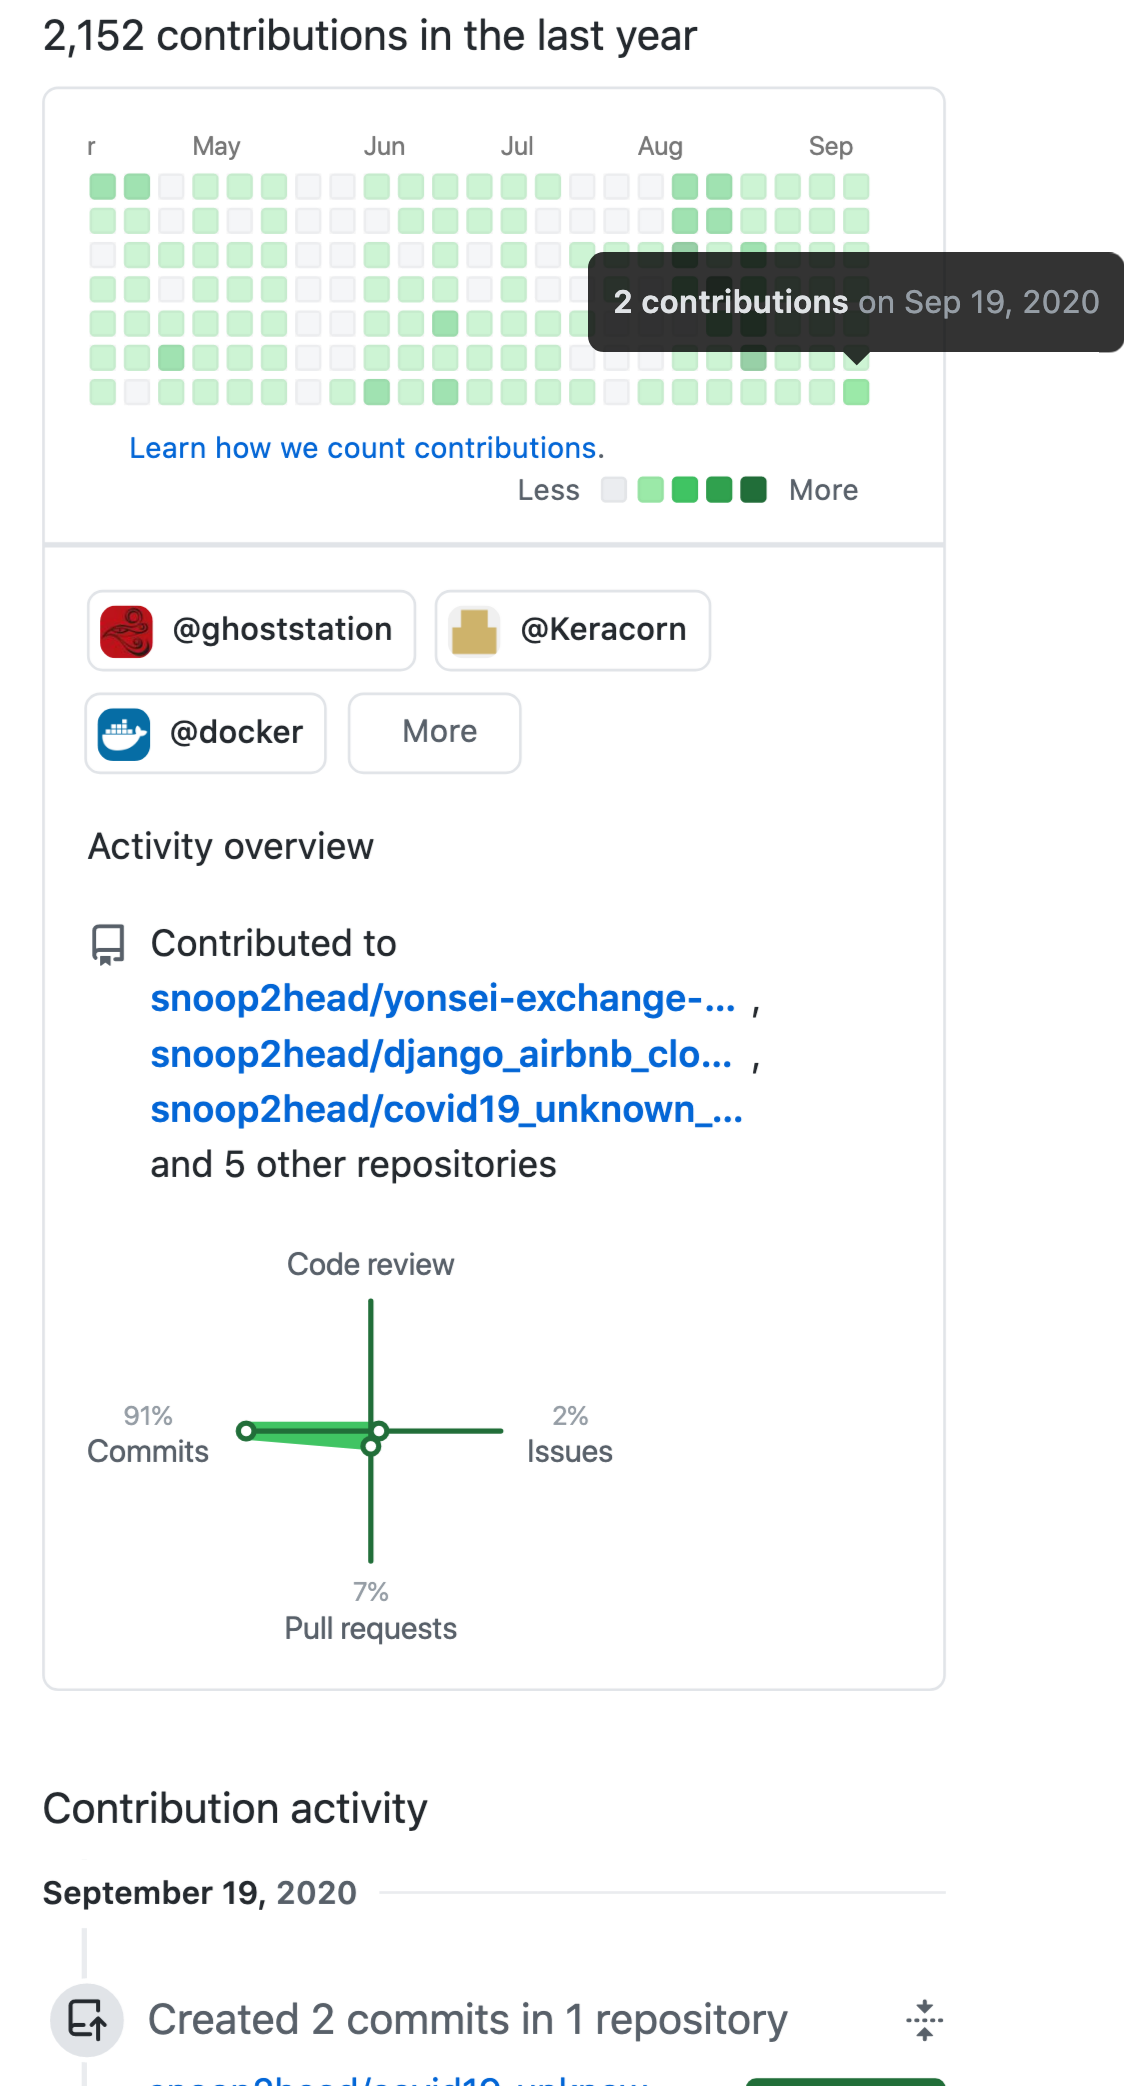 2,152 contributions in the last year
r May Jun Jul Aug Sep
2 contributions on Sep 19, 2020
Learn how we count contributions.
Less More
@ghoststation @Keracorn
@docker More
Activity overview
Contributed to
snoop2head/yonsei-exchange-... ,
snoop2head/django_airbnb_clo... ,
snoop2head/covid19_unknown_...
and 5 other repositories
Code review
91% 2%
Commits Issues
7%
Pull requests
Contribution activity
September 19, 2020
Created 2 commits in 1 repository